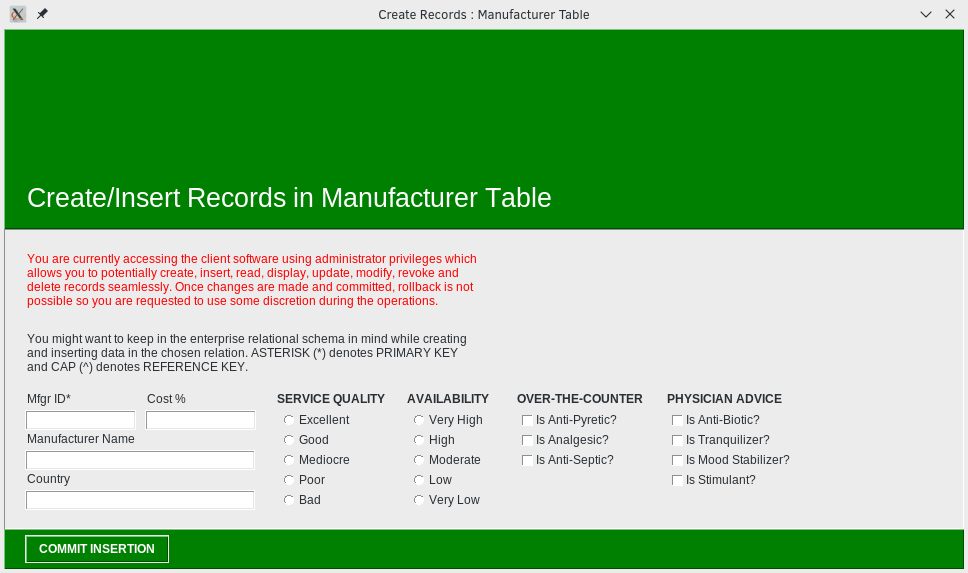 Create Records : Manufacturer Table
Create/Insert Records in Manufacturer Table
You are currently accessing the client software using administrator privileges which
allows you to potentially create, insert, read, display, update, modify, revoke and
delete records seamlessly. Once changes are made and committed, rollback is not
possible so you are requested to use some discretion during the operations.
You might want to keep in the enterprise relational schema in mind while creating
and inserting data in the chosen relation. ASTERISK (*) denotes PRIMARY KEY
and CAP (^) denotes REFERENCE KEY.
Mfgr ID*
Cost %
Manufacturer Name
Country
SERVICE QUALITY
Excellent
Good
Mediocre
Poor
Bad
AVAILABILITY
Very High
High
Moderate
Low
Very Low
OVER-THE-COUNTER
Is Anti-Pyretic?
Is Analgesic?
Is Anti-Septic?
PHYSICIAN ADVICE
Is Anti-Biotic?
Is Tranquilizer?
Is Mood Stabilizer?
Is Stimulant?
COMMIT INSERTION